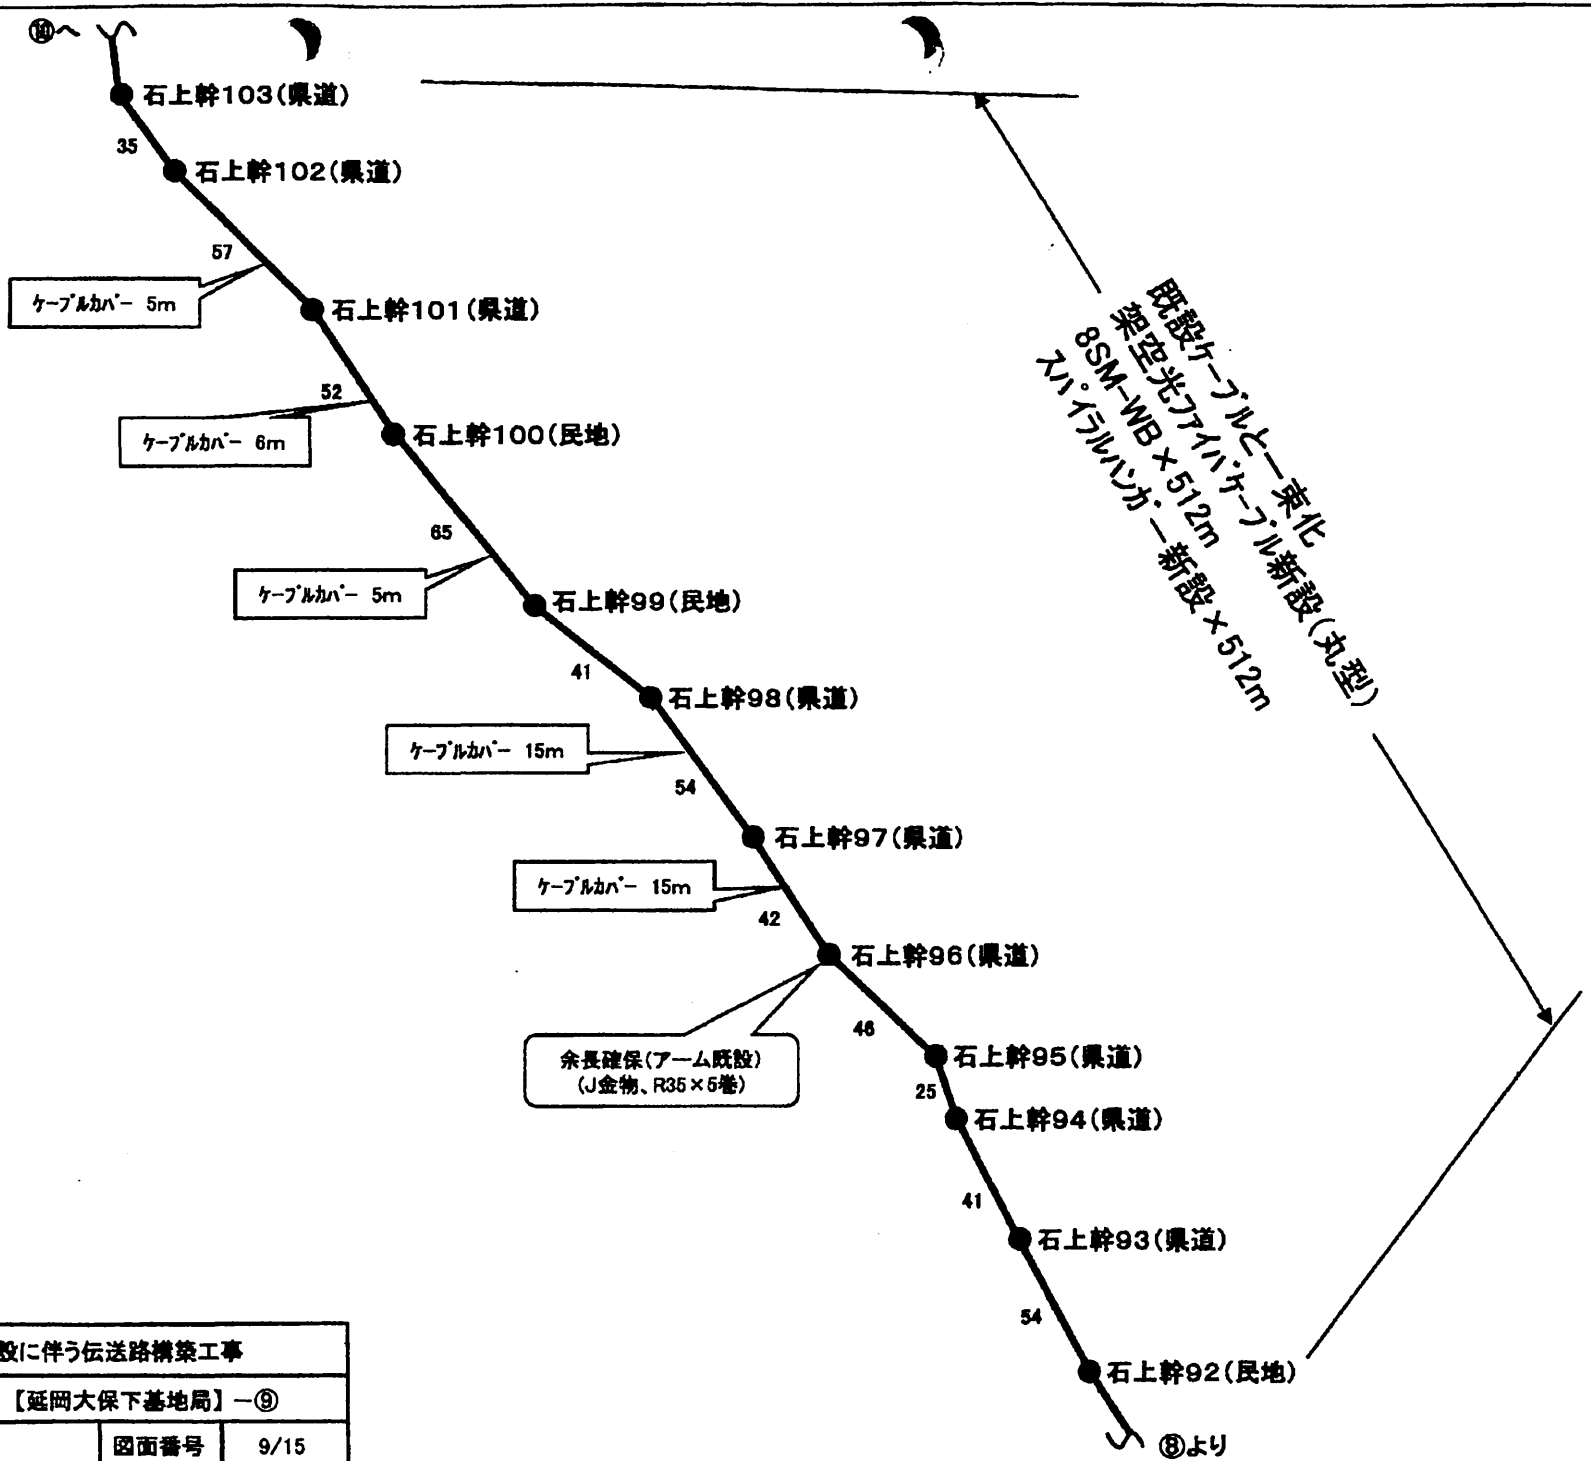 ⑩へ
石上幹103(県道)
35
石上幹102(県道)
57
ケーブルカバー 5m
石上幹101(県道)
52
ケーブルカバー 6m
石上幹100(民地)
65
ケーブルカバー 5m
石上幹99(民地)
41
石上幹98(県道)
ケーブルカバー 15m
54
石上幹97(県道)
ケーブルカバー 15m
42
石上幹96(県道)
46
余長確保(アーム既設)
(J金物、R35×5巻)
石上幹95(県道)
25
石上幹94(県道)
41
石上幹93(県道)
54
石上幹92(民地)
⑧より
既設ケーブルと一束化
架空光ファイバケーブル新設(丸型)
8SM-WB×512m
スパイラルハンガー新設×512m
設に伴う伝送路構築工事
【延岡大保下基地局】-⑨
図面番号 9/15